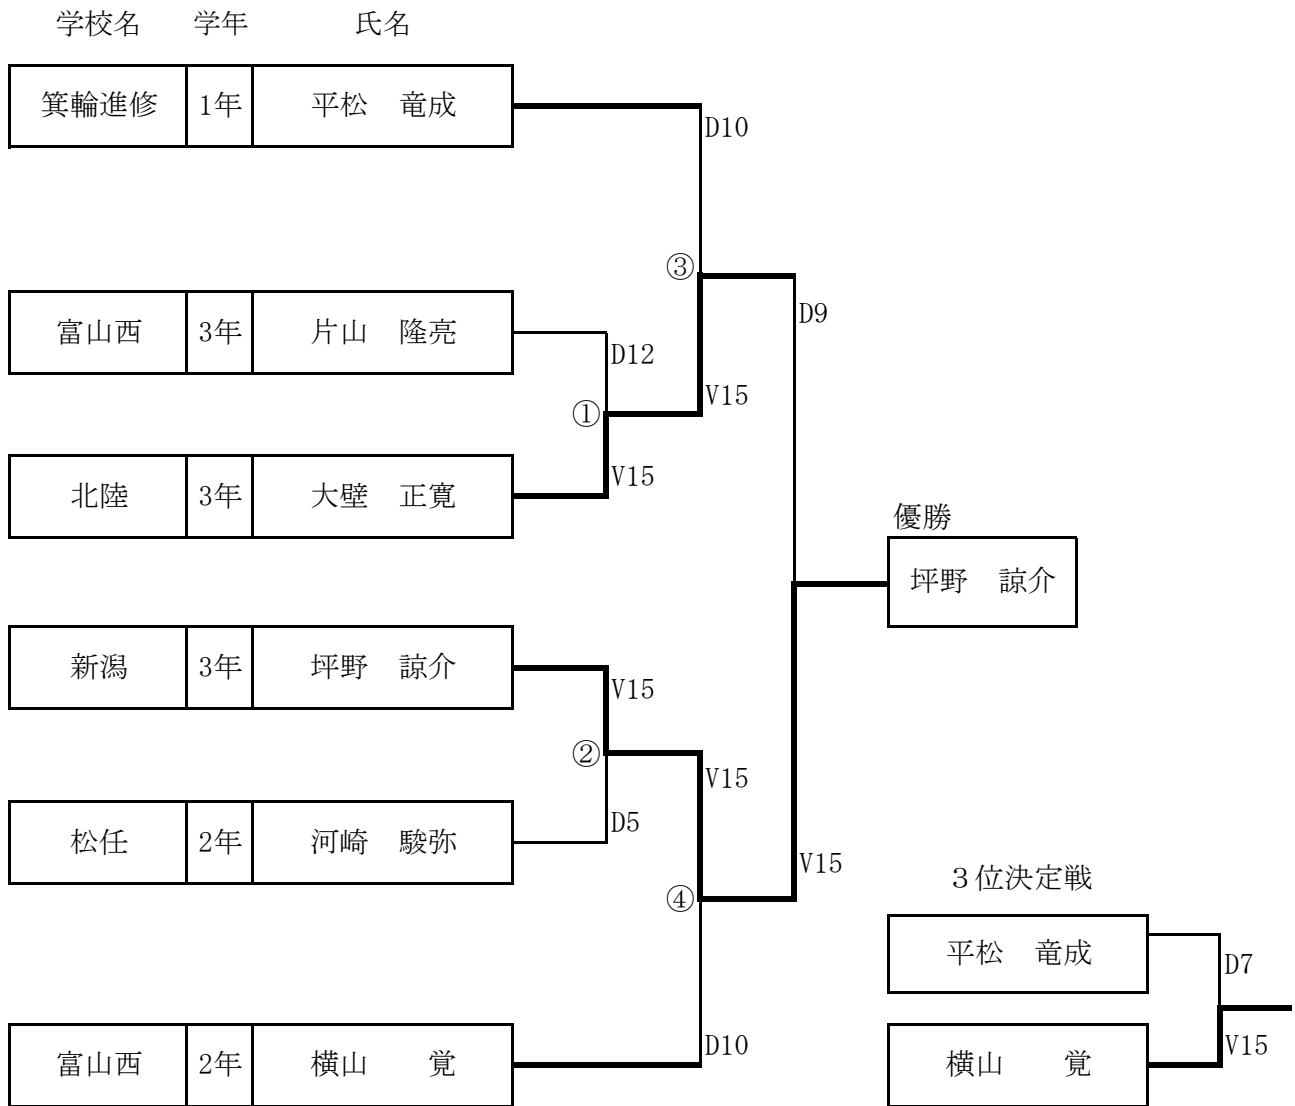 学校名 学年 氏名
箕輪進修 1年 平松 竜成
D10
③
富山西 3年 片山 隆亮
D9
D12
V15
①
北陸 3年 大壁 正寛
V15
優勝
坪野 諒介
新潟 3年 坪野 諒介
V15
②
V15
松任 2年 河崎 駿弥
D5
V15
④
３位決定戦
平松 竜成
D7
富山西 2年 横山 覚
D10
横山 覚
V15